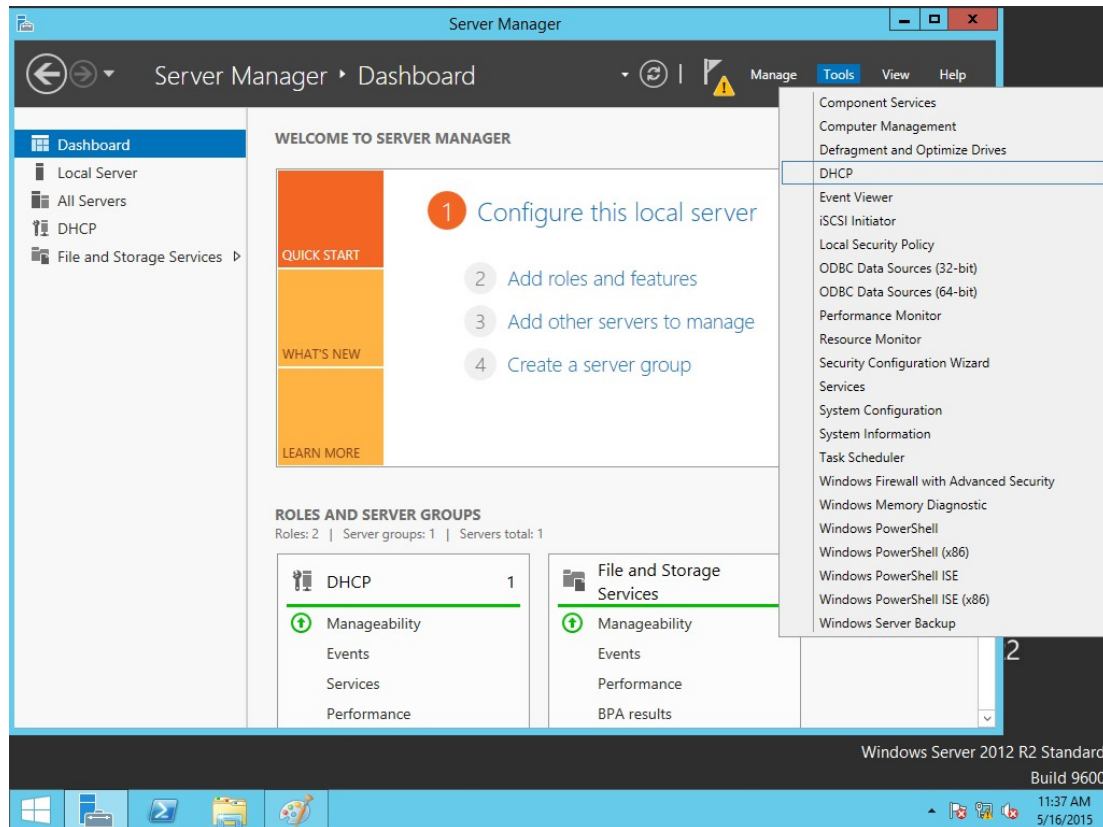 Server Manager
Server Manager ‣ Dashboard
Manage
Tools
View
Help
Dashboard
Local Server
All Servers
DHCP
File and Storage Services
WELCOME TO SERVER MANAGER
QUICK START
WHAT'S NEW
LEARN MORE
1 Configure this local server
2 Add roles and features
3 Add other servers to manage
4 Create a server group
ROLES AND SERVER GROUPS
Roles: 2 | Server groups: 1 | Servers total: 1
DHCP 1
Manageability
Events
Services
Performance
File and Storage
Services
Manageability
Events
Performance
BPA results
Component Services
Computer Management
Defragment and Optimize Drives
DHCP
Event Viewer
iSCSI Initiator
Local Security Policy
ODBC Data Sources (32-bit)
ODBC Data Sources (64-bit)
Performance Monitor
Resource Monitor
Security Configuration Wizard
Services
System Configuration
System Information
Task Scheduler
Windows Firewall with Advanced Security
Windows Memory Diagnostic
Windows PowerShell
Windows PowerShell (x86)
Windows PowerShell ISE
Windows PowerShell ISE (x86)
Windows Server Backup
2
Windows Server 2012 R2 Standard
Build 9600
11:37 AM
5/16/2015